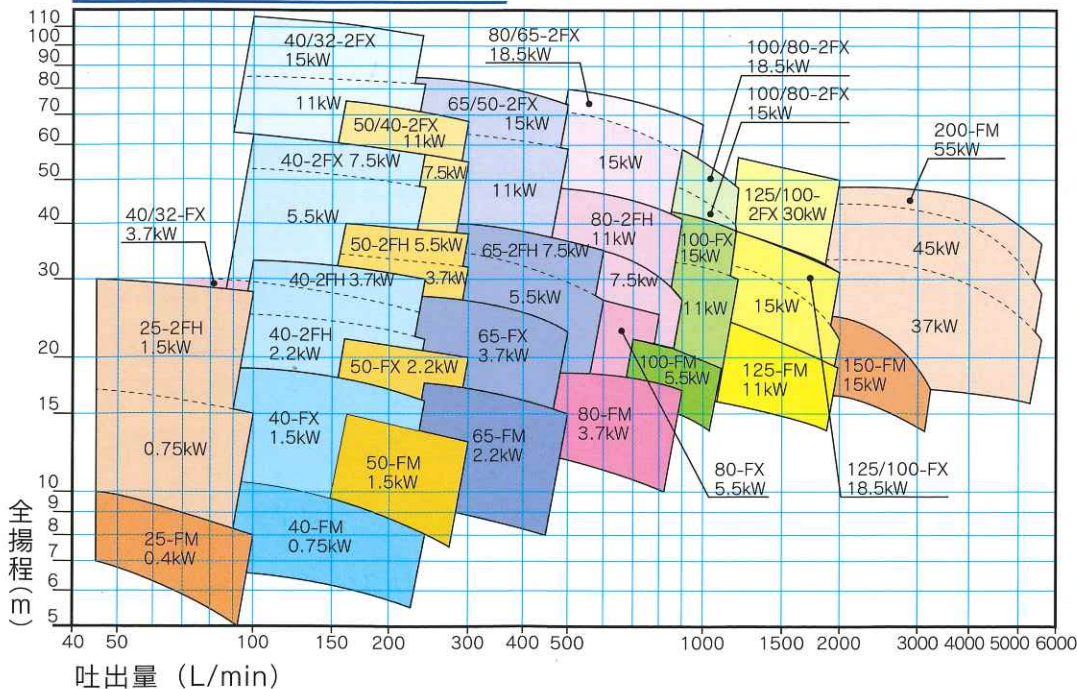 110
100
90
80
70
60
50
40
30
20
15
10
9
8
7
6
5
全揚程(m)
40
50
100
150
200
300
400
500
1000
1500
2000
3000
4000
5000
6000
吐出量（L/min）
40/32-2FX
15kW
11kW
80/65-2FX
18.5kW
100/80-2FX
18.5kW
100/80-2FX
15kW
200-FM
55kW
50/40-2FX
11kW
7.5kW
65/50-2FX
15kW
11kW
15kW
40-2FX 7.5kW
5.5kW
40/32-FX
3.7kW
50-2FH 5.5kW
3.7kW
65-2FH 7.5kW
5.5kW
80-2FH
11kW
7.5kW
100-FX
15kW
11kW
125/100-
2FX 30kW
15kW
45kW
37kW
25-2FH
1.5kW
0.75kW
40-2FH 3.7kW
40-2FH
2.2kW
50-FX 2.2kW
65-FX
3.7kW
100-FM
5.5kW
125-FM
11kW
150-FM
15kW
40-FX
1.5kW
50-FM
1.5kW
65-FM
2.2kW
80-FM
3.7kW
80-FX
5.5kW
125/100-FX
18.5kW
25-FM
0.4kW
40-FM
0.75kW